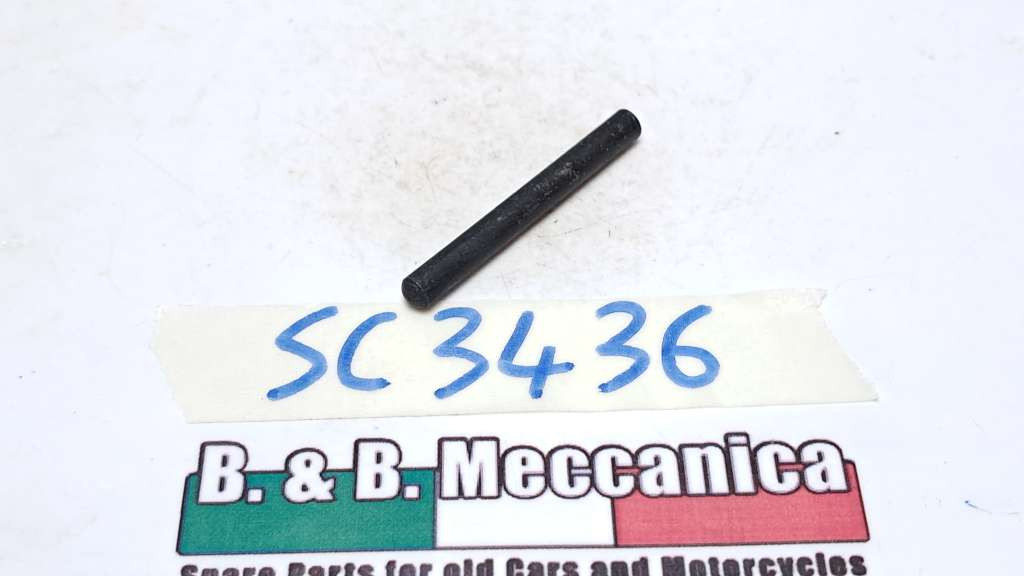 SC3436
B. & B. Meccanica
Spare Parts for old Cars and Motorcycles